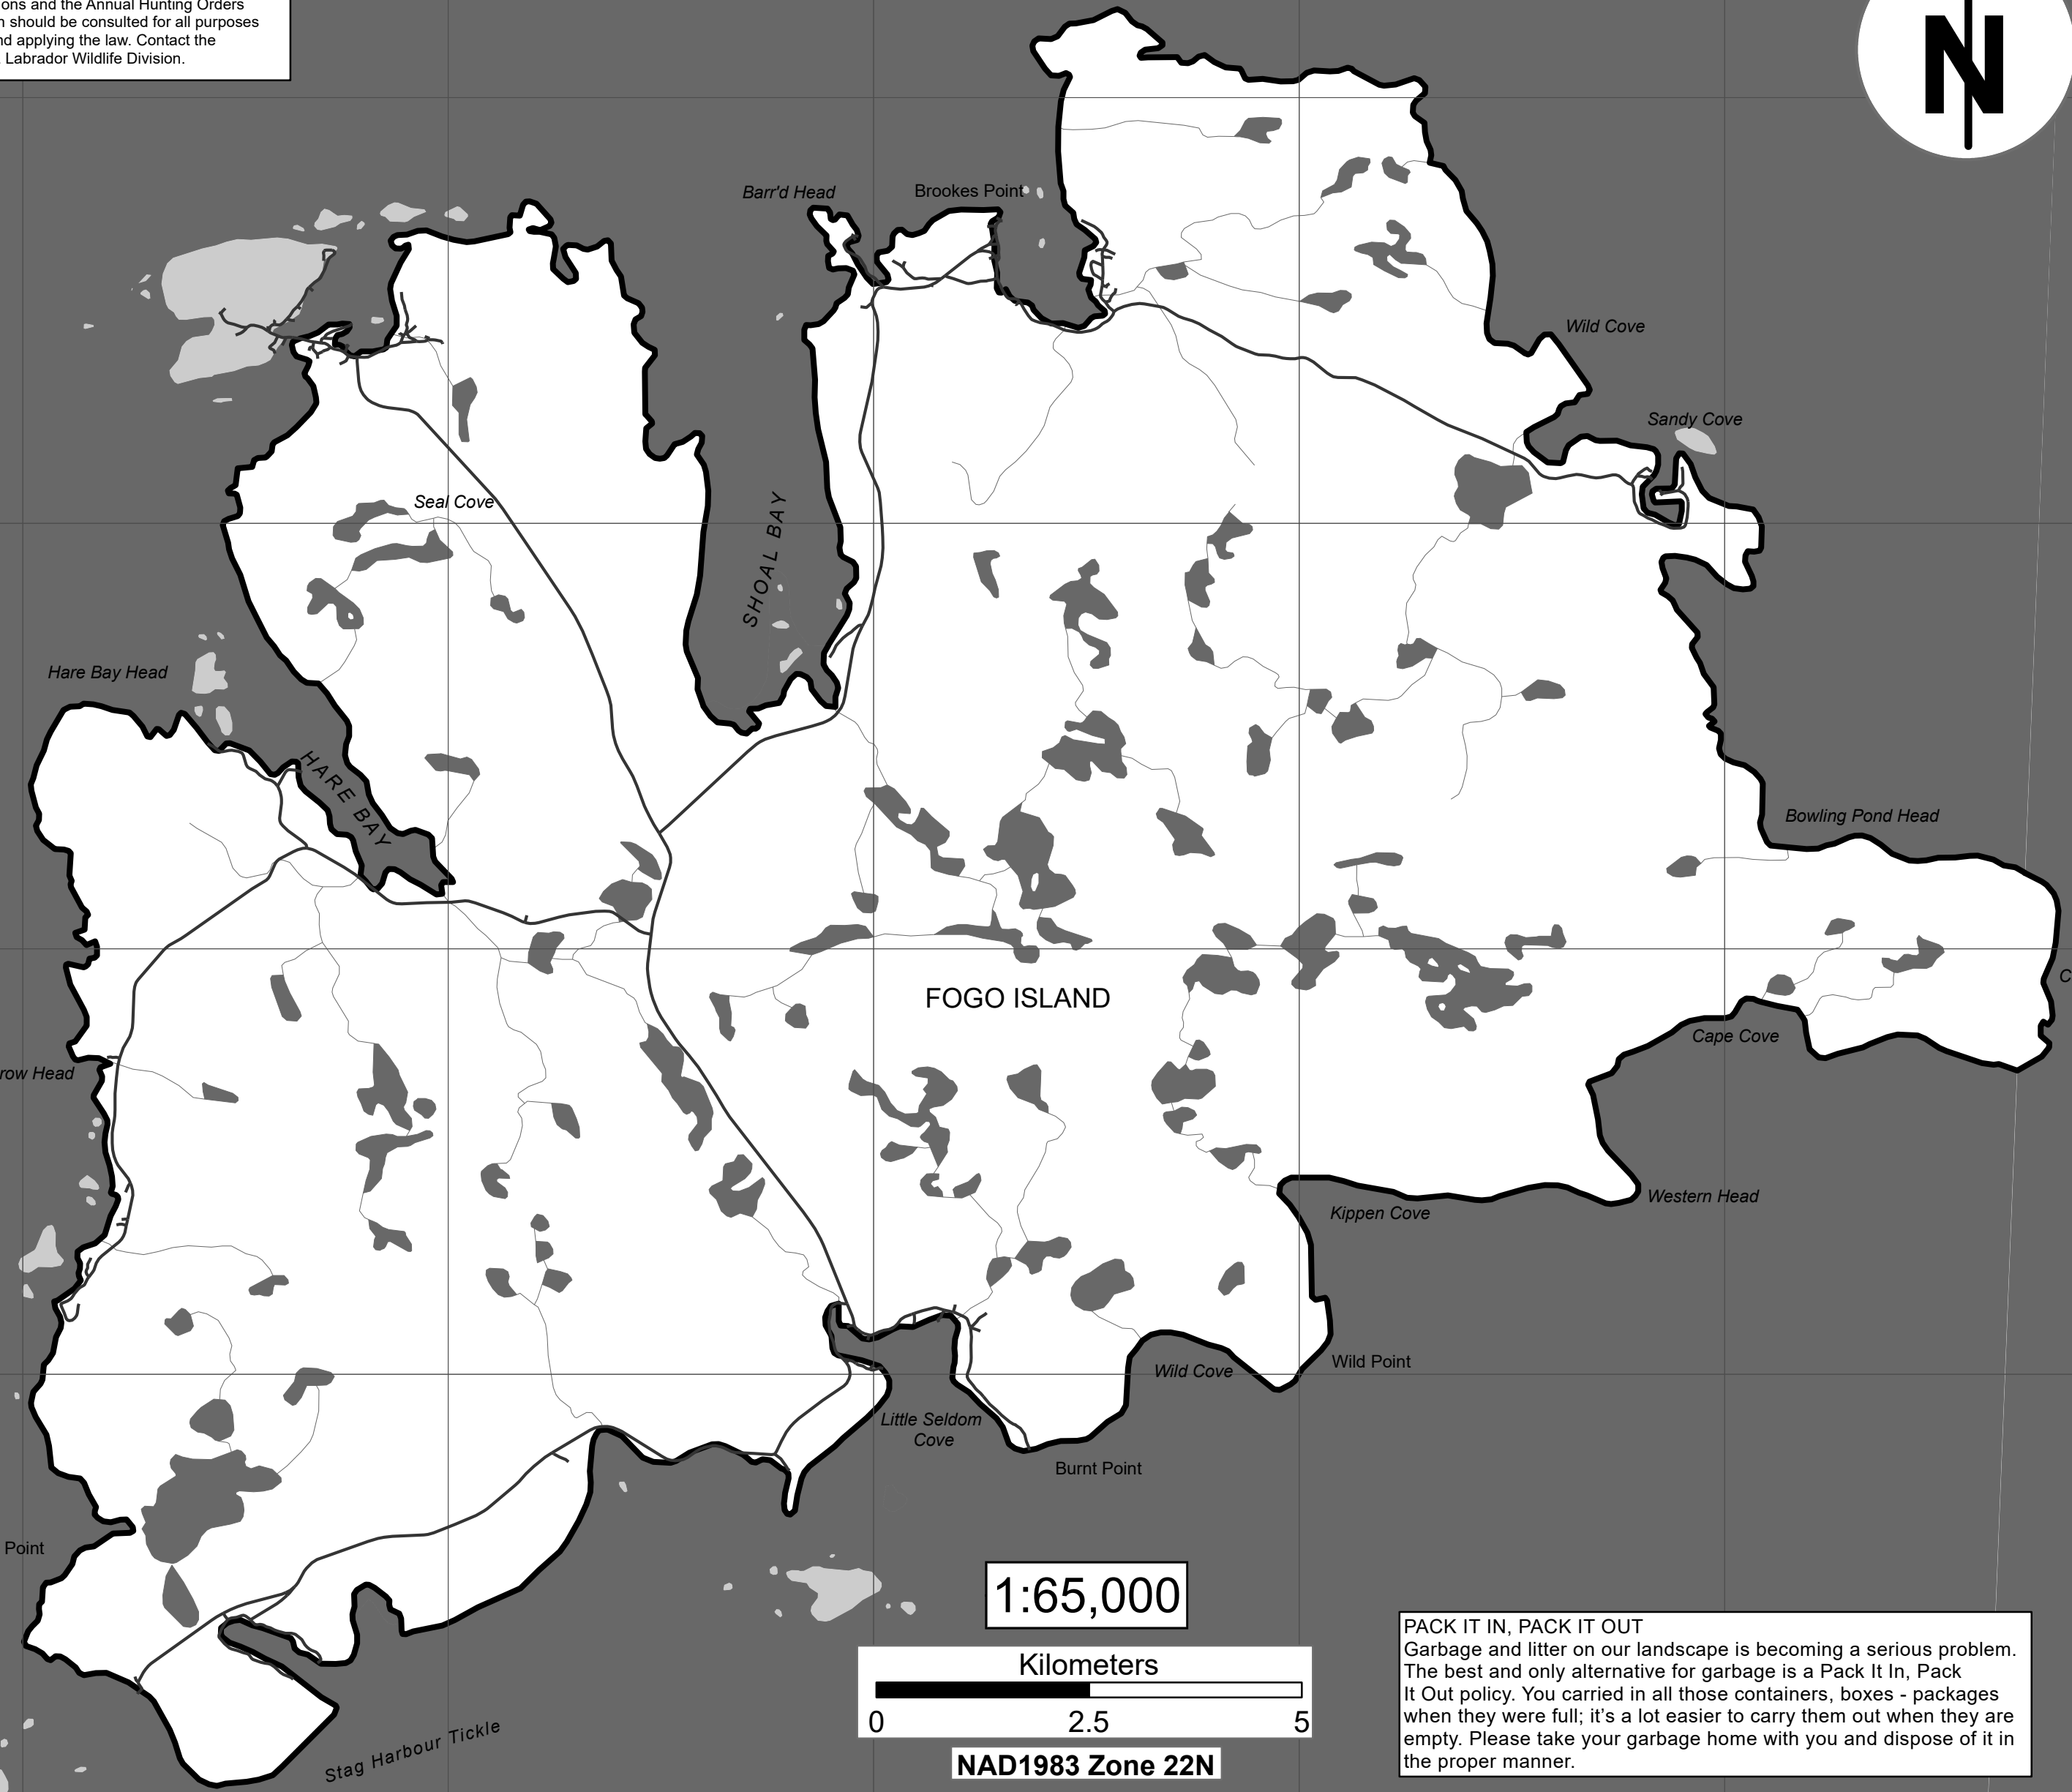 ons and the Annual Hunting Orders
should be consulted for all purposes
nd applying the law. Contact the
Labrador Wildlife Division.
N
Barr'd Head
Brookes Point
Wild Cove
Sandy Cove
Seal Cove
SHOAL BAY
Hare Bay Head
HARE BAY
Bowling Pond Head
FOGO ISLAND
C
Cape Cove
row Head
Western Head
Kippen Cove
Wild Point
Wild Cove
Little Seldom
Cove
Burnt Point
Point
Stag Harbour Tickle
1:65,000
Kilometers
0 2.5 5
NAD1983 Zone 22N
PACK IT IN, PACK IT OUT
Garbage and litter on our landscape is becoming a serious problem.
The best and only alternative for garbage is a Pack It In, Pack
It Out policy. You carried in all those containers, boxes - packages
when they were full; it's a lot easier to carry them out when they are
empty. Please take your garbage home with you and dispose of it in
the proper manner.